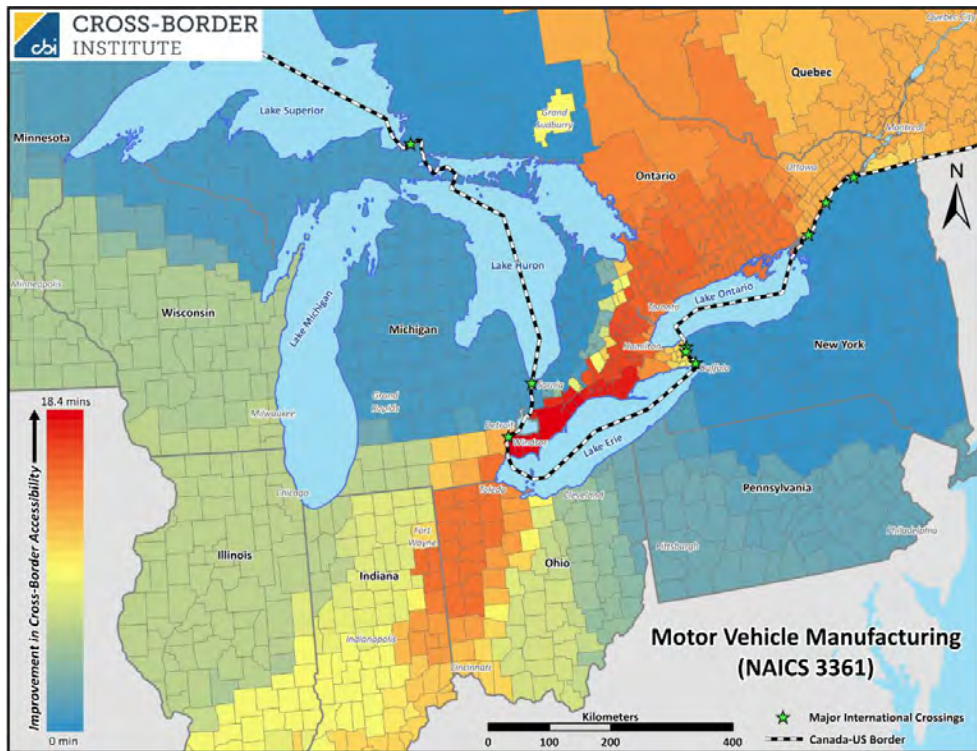 cbi
CROSS-BORDER
INSTITUTE
Quebec City
Quebec
Lake Superior
Grand
Sudburry
Minnesota
Montreal
Ottawa
Ontario
N
Lake Huron
Minneapolis
Wisconsin
Lake Michigan
Lake Ontario
Toronto
Michigan
Hamilton
New York
Buffalo
Sarnia
18.4 mins
Grand
Rapids
Milwaukee
Detroit
Windsor
Lake Erie
Improvement in Cross-Border Accessibility
Chicago
Toledo
Cleveland
Pennsylvania
Fort
Wayne
Philadelphia
Pittsburgh
Illinois
Ohio
Indiana
Indianapolis
Motor Vehicle Manufacturing
(NAICS 3361)
Cincinnati
0 min
Kilometers
0 100 200 400
Major International Crossings
Canada-US Border